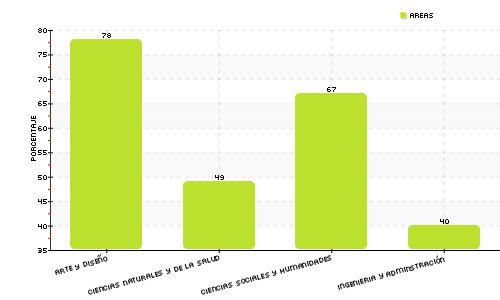 AREAS
PORCENTAJE
80
75
70
65
60
55
50
45
40
35
78
49
67
40
ARTE Y DISEÑO
CIENCIAS NATURALES Y DE LA SALUD
CIENCIAS SOCIALES Y HUMANIDADES
INGENIERIA Y ADMINSTRACIÓN